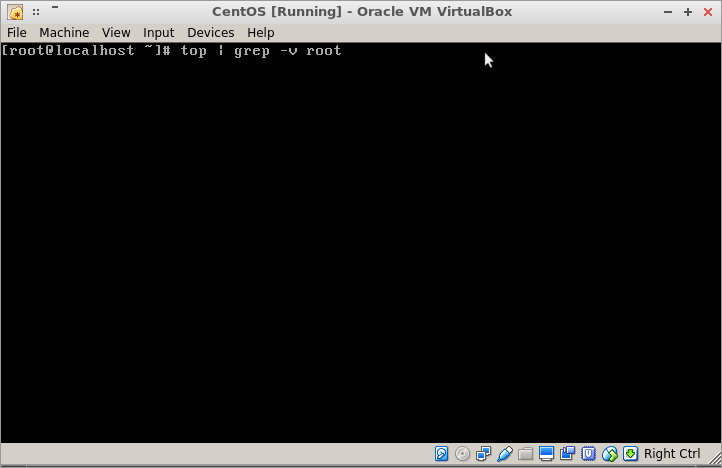 CentOS [Running] - Oracle VM VirtualBox
File Machine View Input Devices Help
[root@localhost ~]# top | grep -v root
Right Ctrl